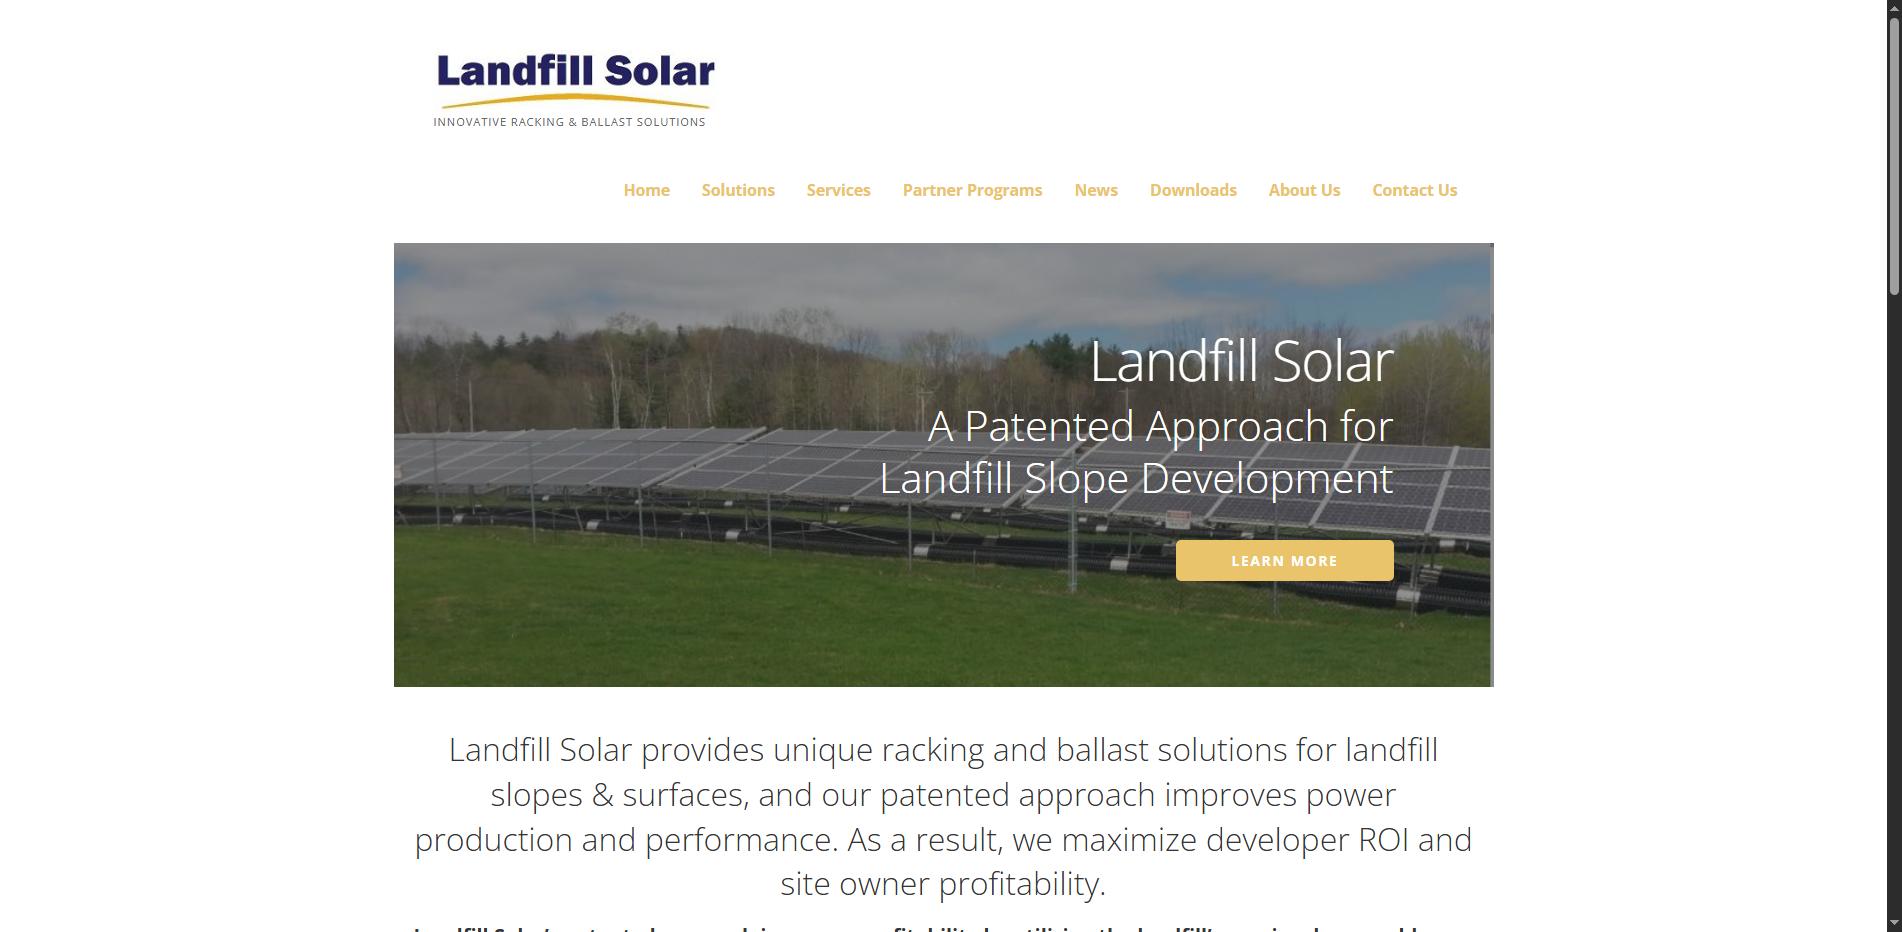 Landfill Solar
INNOVATIVE RACKING & BALLAST SOLUTIONS
Home Solutions Services Partner Programs News Downloads About Us Contact Us
Landfill Solar
A Patented Approach for
Landfill Slope Development
LEARN MORE
Landfill Solar provides unique racking and ballast solutions for landfill
slopes & surfaces, and our patented approach improves power
production and performance. As a result, we maximize developer ROI and
site owner profitability.